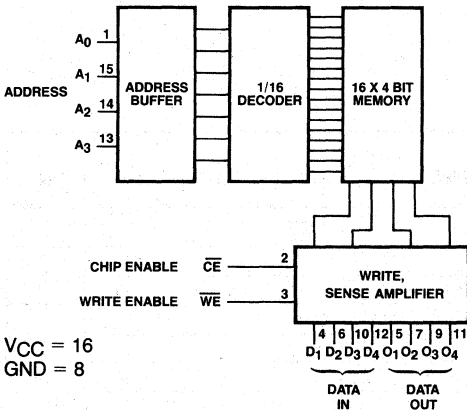 ADDRESS
A0 1
A1 15
A2 14
A3 13
ADDRESS
BUFFER
1/16
DECODER
16 X 4 BIT
MEMORY
CHIP ENABLE CE 2
WRITE ENABLE WE 3
WRITE,
SENSE AMPLIFIER
4 6 10 12 5 7 9 11
D1 D2 D3 D4 O1 O2 O3 O4
DATA
IN
DATA
OUT
VCC = 16
GND = 8